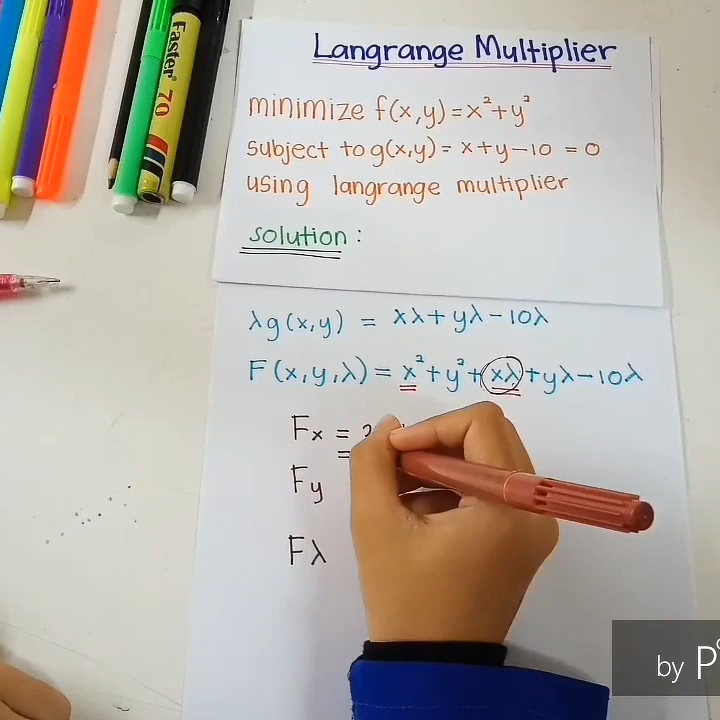 Langrange Multiplier
minimize f(x,y)=x²+y²
subject to g(x,y)= x+y-10 =0
using langrange multiplier
solution:
λg(x,y) = xλ+yλ-10λ
F(x,y,λ)= x²+y²+xλ+yλ-10λ
Fx =
Fy
Fλ
Faster 70
by